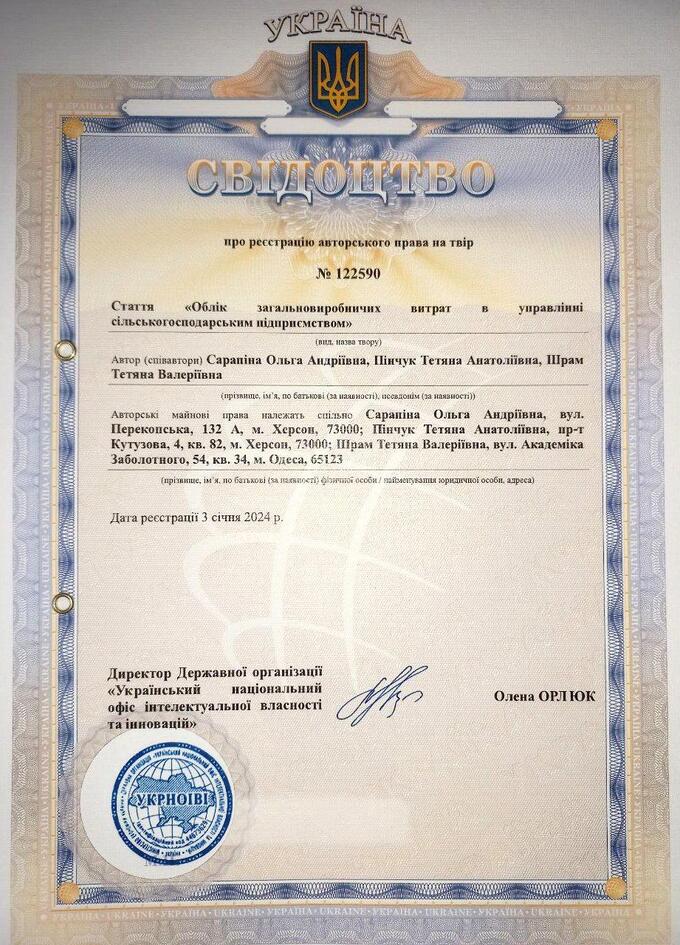 УКРАЇНА
СВІДОЦТВО
про реєстрацію авторського права на твір
№ 122590
Стаття «Облік загальновиробничих витрат в управлінні
сільськогосподарським підприємством»
(вид, назва твору)
Автор (співавтори) Сарапіна Ольга Андріївна, Пінчук Тетяна Анатоліївна, Шрам
Тетяна Валеріївна
(прізвище, ім’я, по батькові (за наявності), псевдонім (за наявності))
Авторські майнові права належать спільно Сарапіна Ольга Андріївна, вул.
Перекопська, 132 А, м. Херсон, 73000; Пінчук Тетяна Анатоліївна, пр-т
Кутузова, 4, кв. 82, м. Херсон, 73000; Шрам Тетяна Валеріївна, вул. Академіка
Заболотного, 54, кв. 34, м. Одеса, 65123
(прізвище, ім’я, по батькові (за наявності) фізичної особи / найменування юридичної особи, адреса)
Дата реєстрації 3 січня 2024 р.
Директор Державної організації
«Український національний
офіс інтелектуальної власності
та інновацій»
Олена ОРЛЮК
УКРНОІВІ